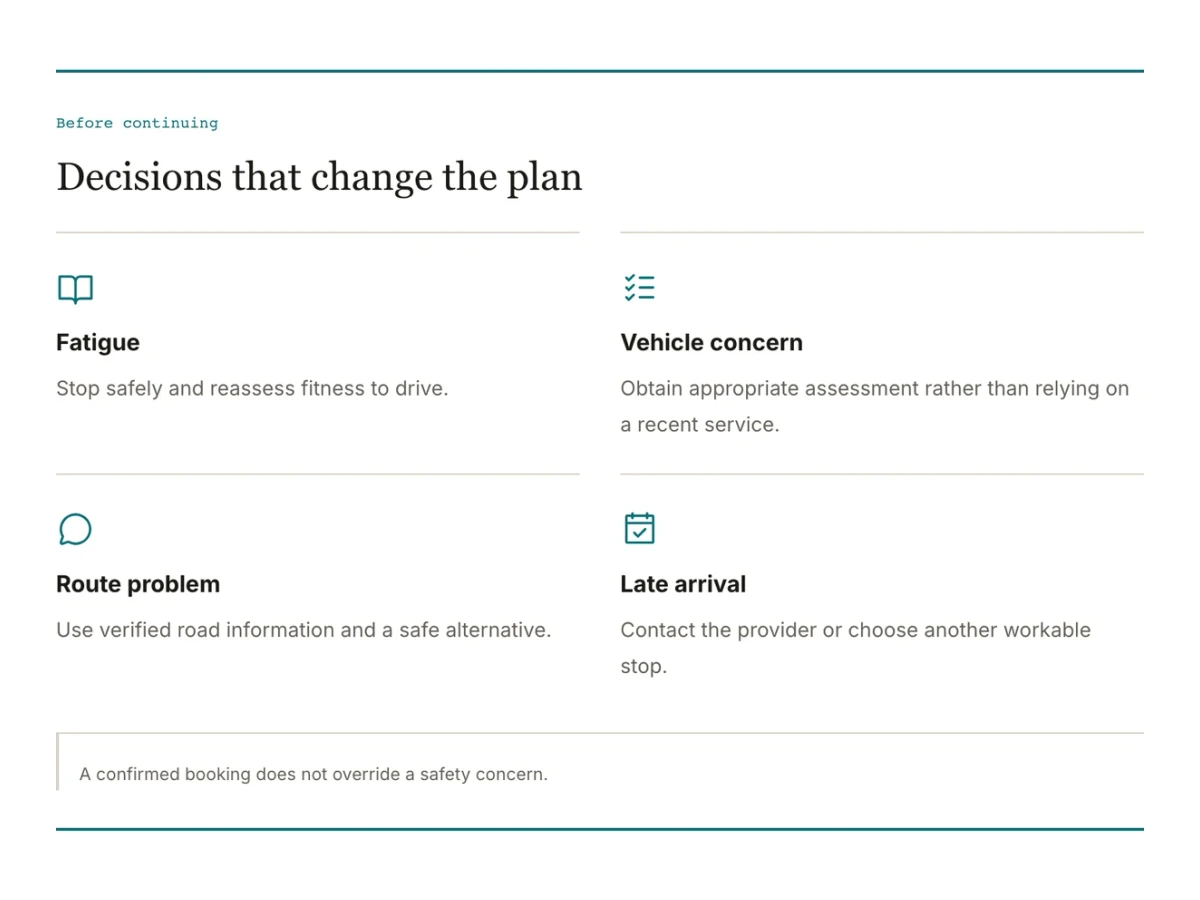 Before continuing
Decisions that change the plan
Fatigue
Stop safely and reassess fitness to drive.
Vehicle concern
Obtain appropriate assessment rather than relying on
a recent service.
Route problem
Use verified road information and a safe alternative.
Late arrival
Contact the provider or choose another workable
stop.
A confirmed booking does not override a safety concern.